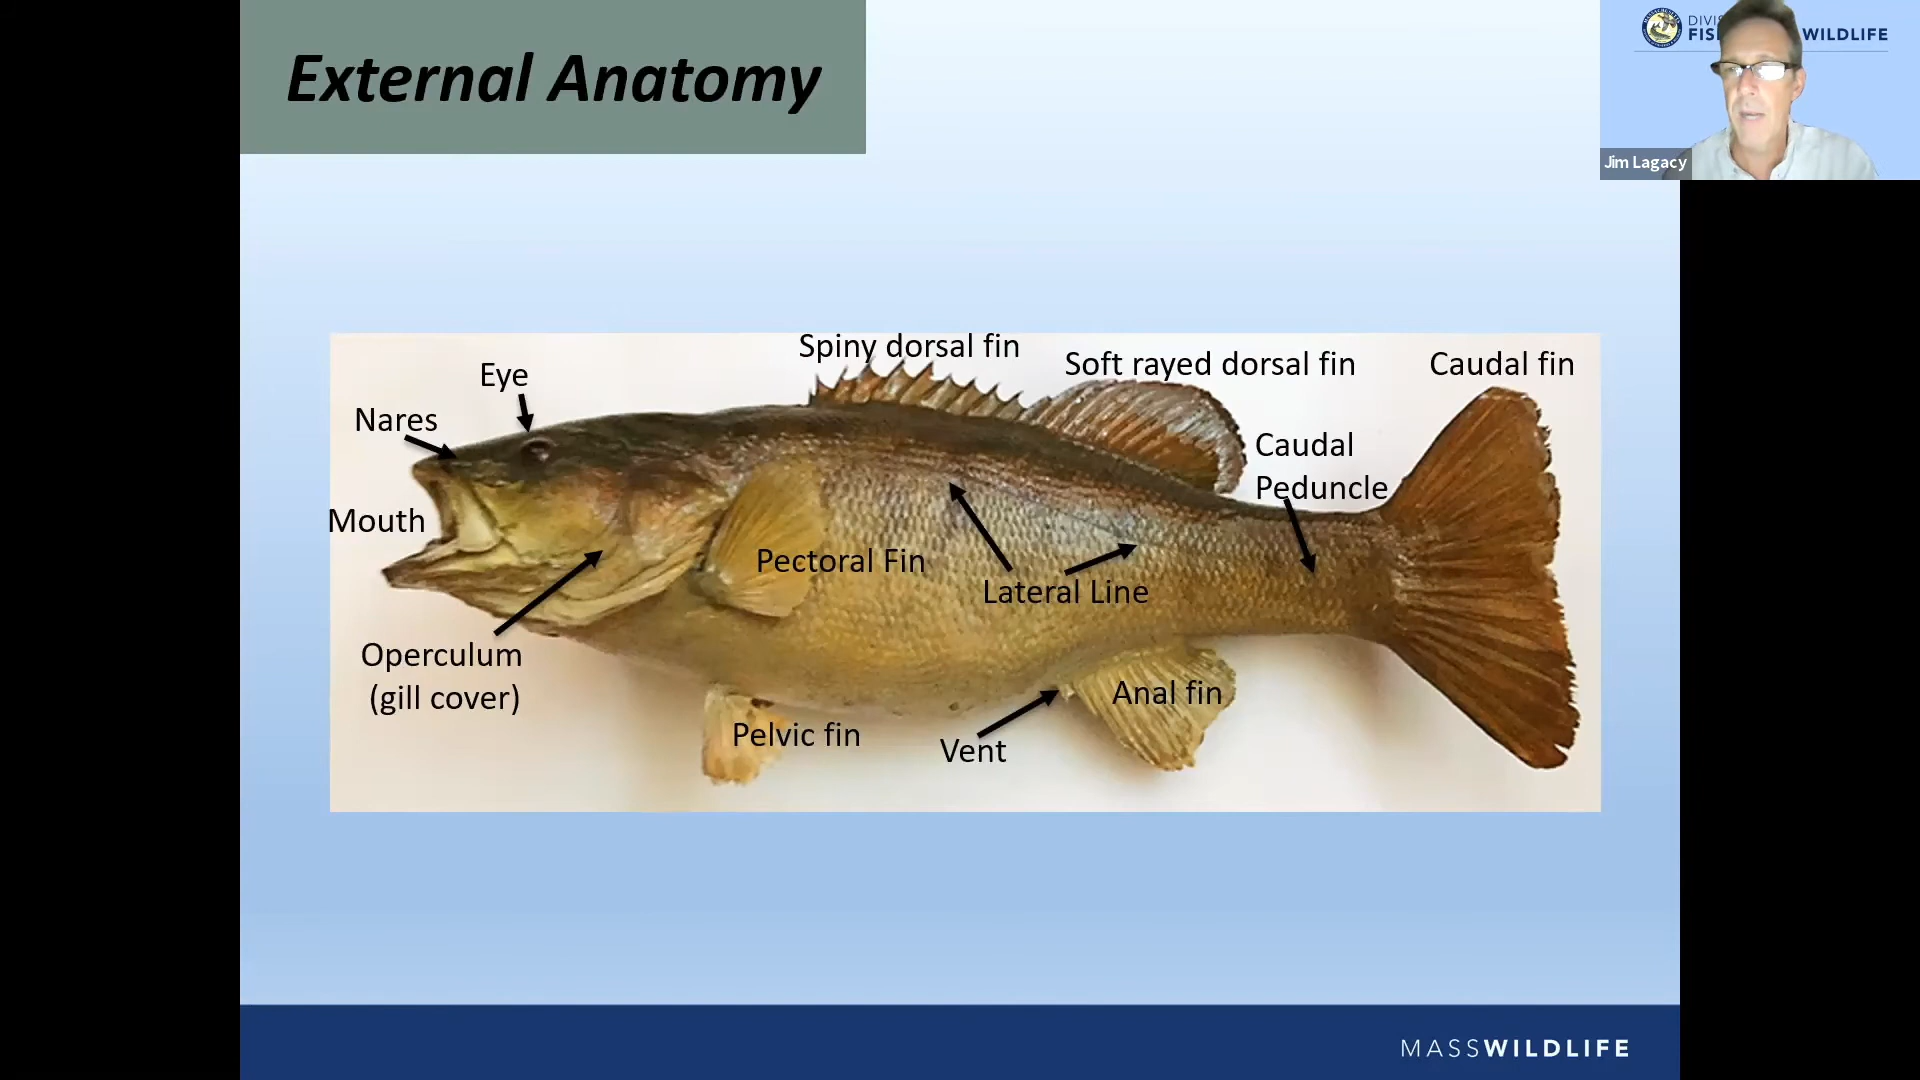 External Anatomy
WILDLIFE
Jim Lagacy
Spiny dorsal fin
Soft rayed dorsal fin
Caudal fin
Eye
Nares
Caudal
Peduncle
Mouth
Pectoral Fin
Lateral Line
Operculum
(gill cover)
Anal fin
Pelvic fin
Vent
MASSWILDLIFE